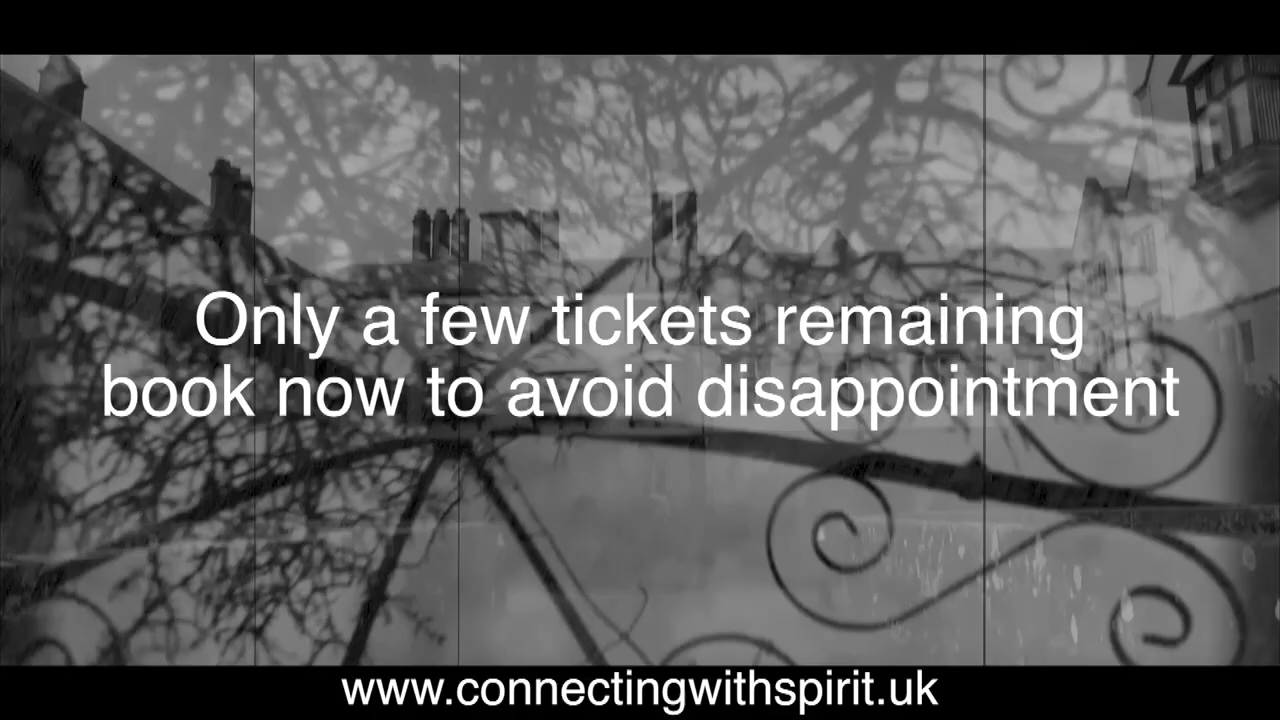 Only a few tickets remaining
book now to avoid disappointment
www.connectingwithspirit.uk